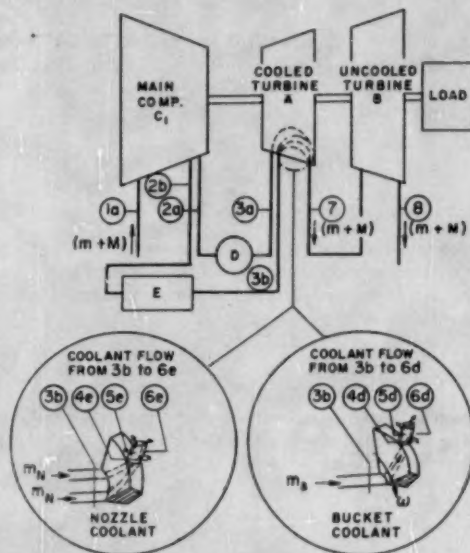 MAIN
COMP.
C1
COOLED
TURBINE
A
UNCOOLED
TURBINE
B
LOAD
2b
1a
2a
3a
7
8
(m + M)
(m + M)
(m + M)
D
3b
E
COOLANT FLOW
FROM 3b TO 6e
3b 4e 5e 6e
mN
mN
NOZZLE
COOLANT
COOLANT FLOW
FROM 3b TO 6d
3b 4d 5d 6d
mB
ω
BUCKET
COOLANT